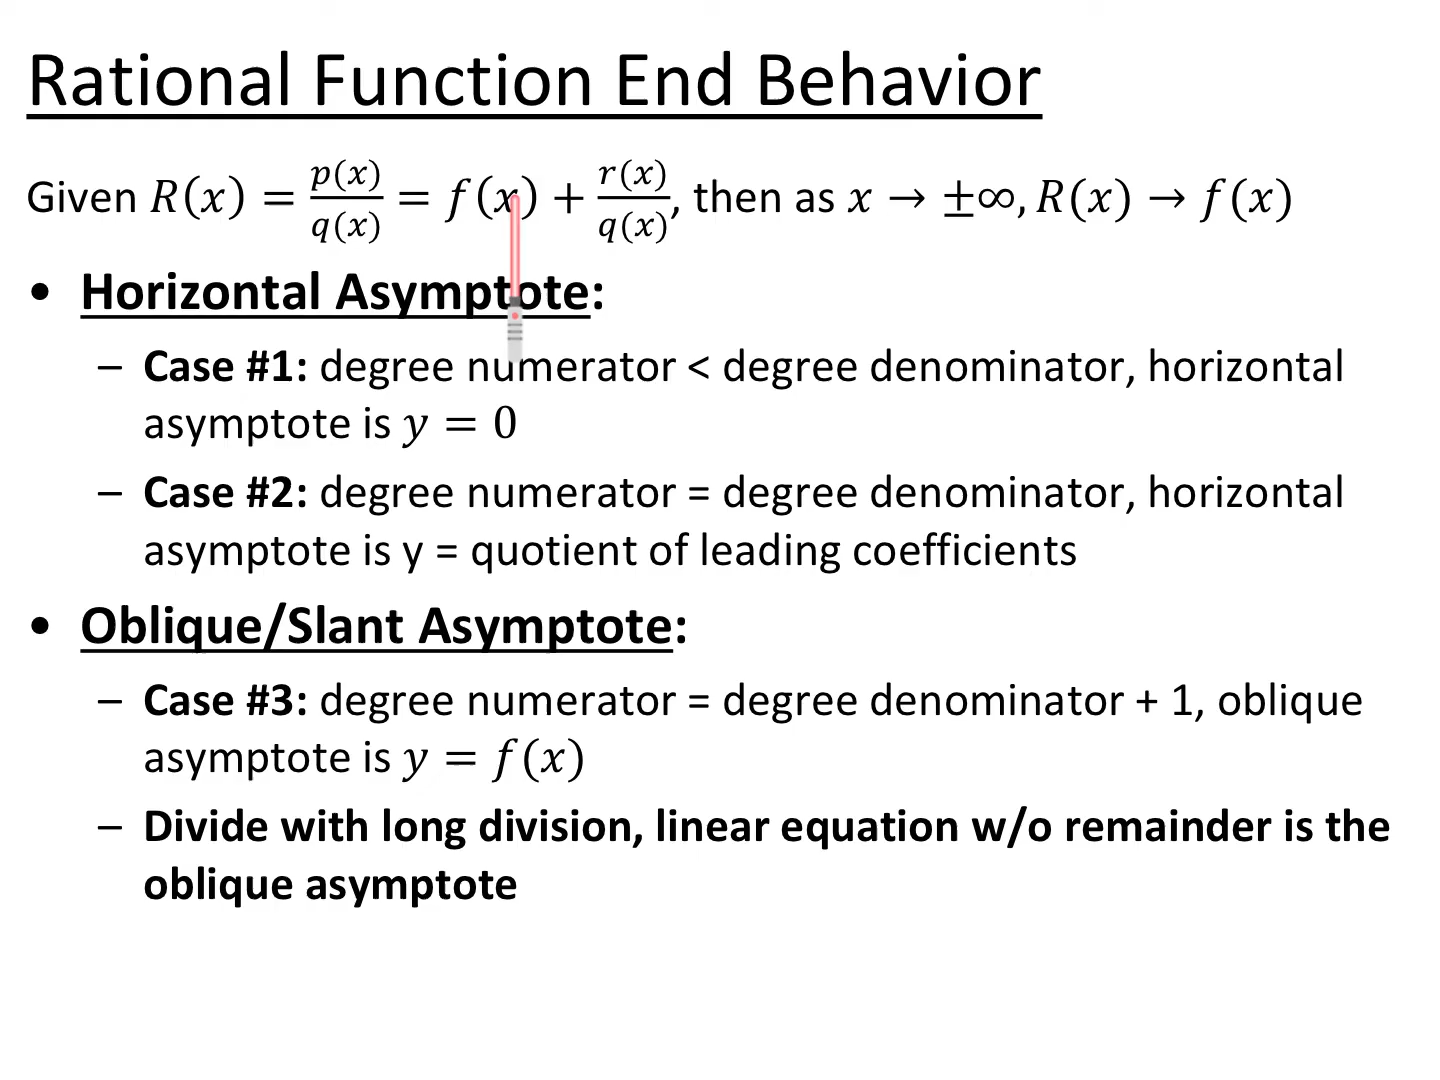 Rational Function End Behavior
Given R(x) = p(x)/q(x) = f(x) + r(x)/q(x), then as x → ±∞, R(x) → f(x)
• Horizontal Asymptote:
– Case #1: degree numerator < degree denominator, horizontal
asymptote is y = 0
– Case #2: degree numerator = degree denominator, horizontal
asymptote is y = quotient of leading coefficients
• Oblique/Slant Asymptote:
– Case #3: degree numerator = degree denominator + 1, oblique
asymptote is y = f(x)
– Divide with long division, linear equation w/o remainder is the
oblique asymptote